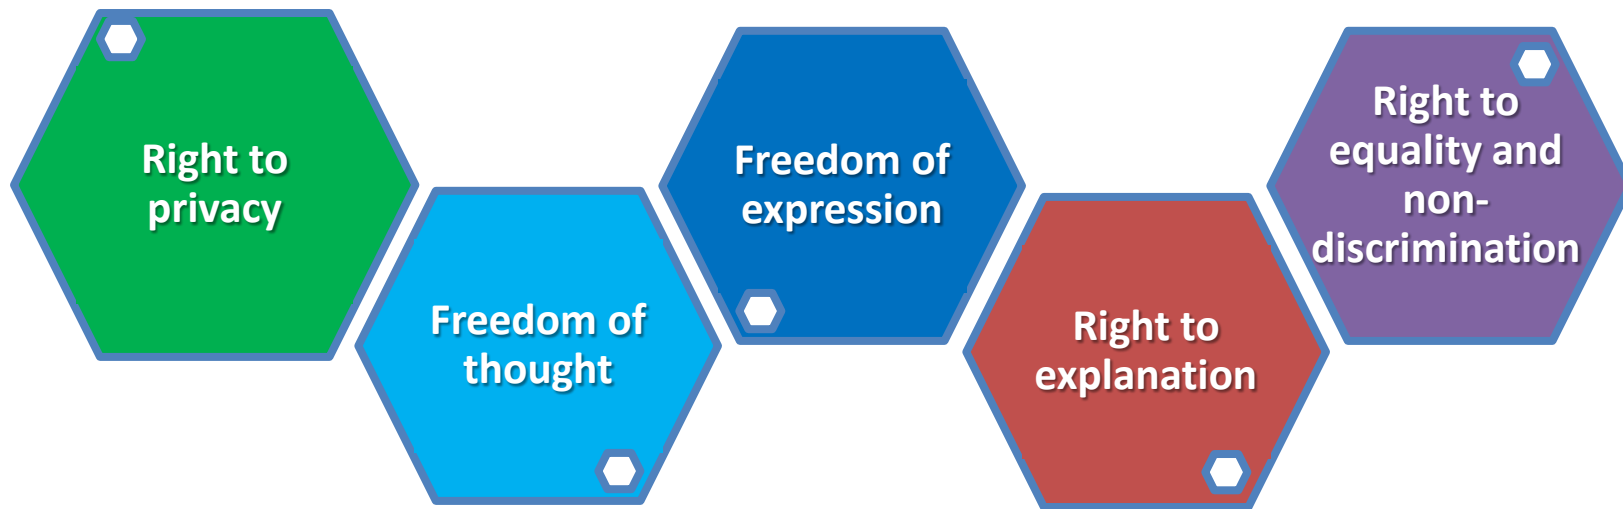 Right to
privacy
Freedom of
thought
Freedom of
expression
Right to
explanation
Right to
equality and
non-
discrimination